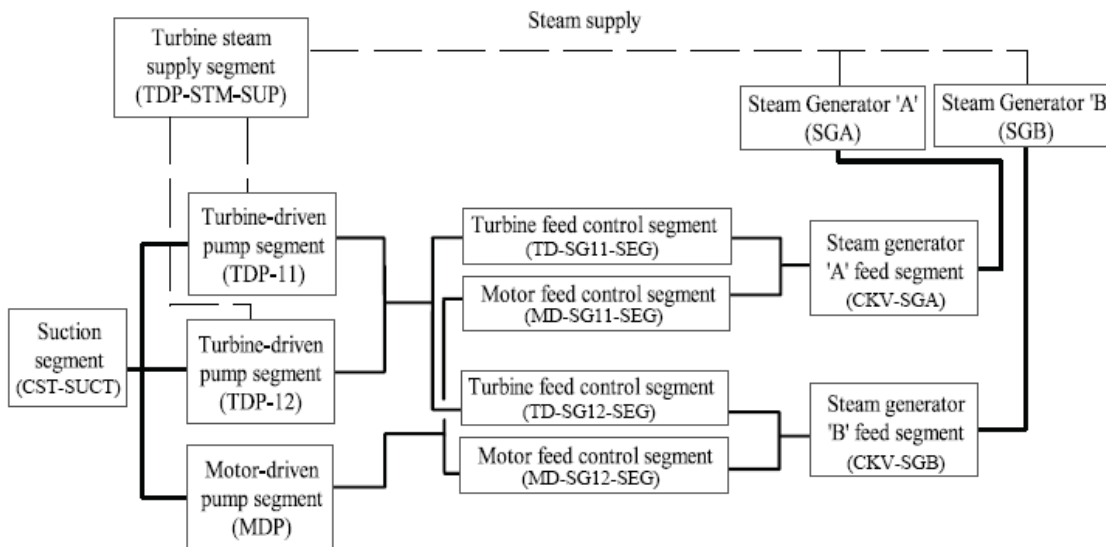 Steam supply
Turbine steam
supply segment
(TDP-STM-SUP)
Steam Generator 'A'
(SGA)
Steam Generator 'B'
(SGB)
Turbine-driven
pump segment
(TDP-11)
Turbine feed control segment
(TD-SG11-SEG)
Motor feed control segment
(MD-SG11-SEG)
Steam generator
'A' feed segment
(CKV-SGA)
Suction
segment
(CST-SUCT)
Turbine-driven
pump segment
(TDP-12)
Turbine feed control segment
(TD-SG12-SEG)
Motor feed control segment
(MD-SG12-SEG)
Steam generator
'B' feed segment
(CKV-SGB)
Motor-driven
pump segment
(MDP)